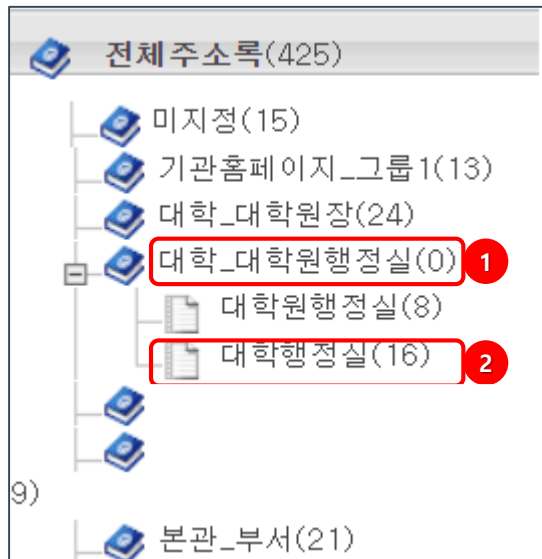 전체주소록(425)
미지정(15)
기관홈페이지_그룹1(13)
대학_대학원장(24)
대학_대학원행정실(0) 1
대학원행정실(8)
대학행정실(16) 2
9)
본관_부서(21)